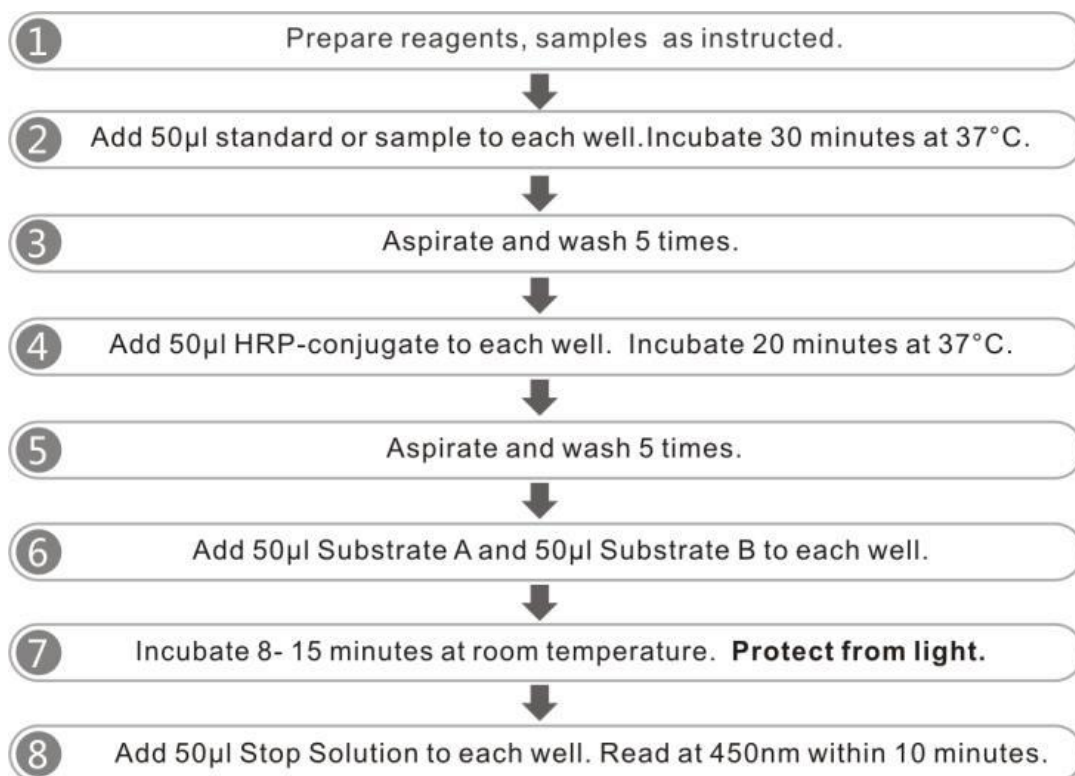 1 Prepare reagents, samples as instructed.
2 Add 50µl standard or sample to each well.Incubate 30 minutes at 37°C.
3 Aspirate and wash 5 times.
4 Add 50µl HRP-conjugate to each well. Incubate 20 minutes at 37°C.
5 Aspirate and wash 5 times.
6 Add 50µl Substrate A and 50µl Substrate B to each well.
7 Incubate 8- 15 minutes at room temperature. Protect from light.
8 Add 50µl Stop Solution to each well. Read at 450nm within 10 minutes.